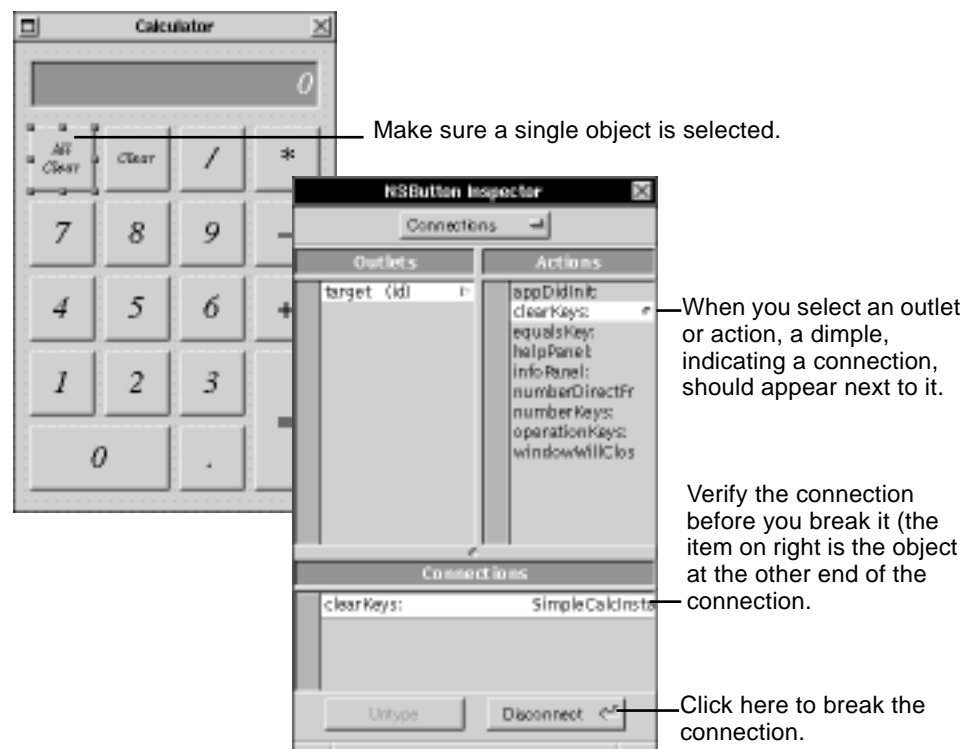 Calculator
0
All
Clear
Clear
/
*
Make sure a single object is selected.
7
8
9
-
4
5
6
+
1
2
3
=
0
.
NSButton Inspector
Connections
Outlets
Actions
target (id)
appDidInit:
clearKeys:
equalsKey:
helpPanel:
infoPanel:
numberDirectFr
numberKeys:
operationKeys:
windowWillClos
When you select an outlet
or action, a dimple,
indicating a connection,
should appear next to it.
Connections
clearKeys:
SimpleCalcInsta
Verify the connection
before you break it (the
item on right is the object
at the other end of the
connection.
Untype
Disconnect
Click here to break the
connection.